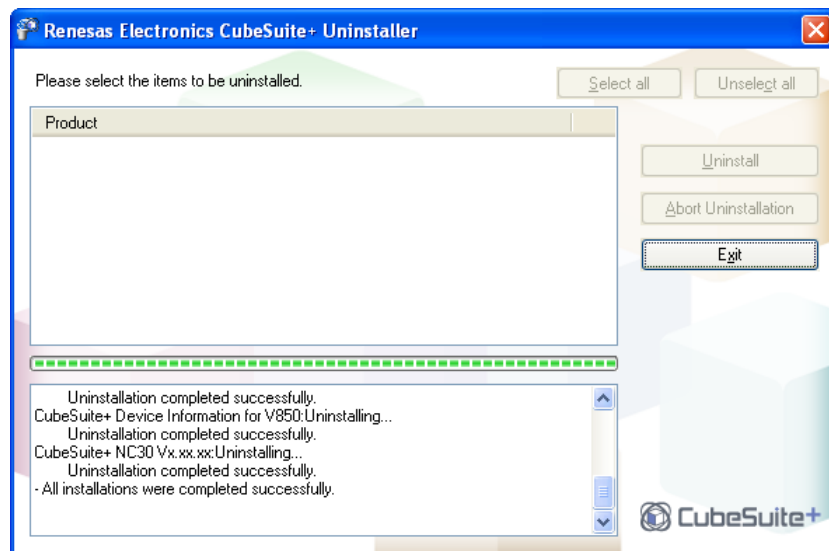 Renesas Electronics CubeSuite+ Uninstaller
Please select the items to be uninstalled.
Select all
Unselect all
Product
Uninstall
Abort Uninstallation
Exit
Uninstallation completed successfully.
CubeSuite+ Device Information for V850:Uninstalling...
Uninstallation completed successfully.
CubeSuite+ NC30 Vx.xx.xx:Uninstalling...
Uninstallation completed successfully.
- All installations were completed successfully.
CubeSuite+